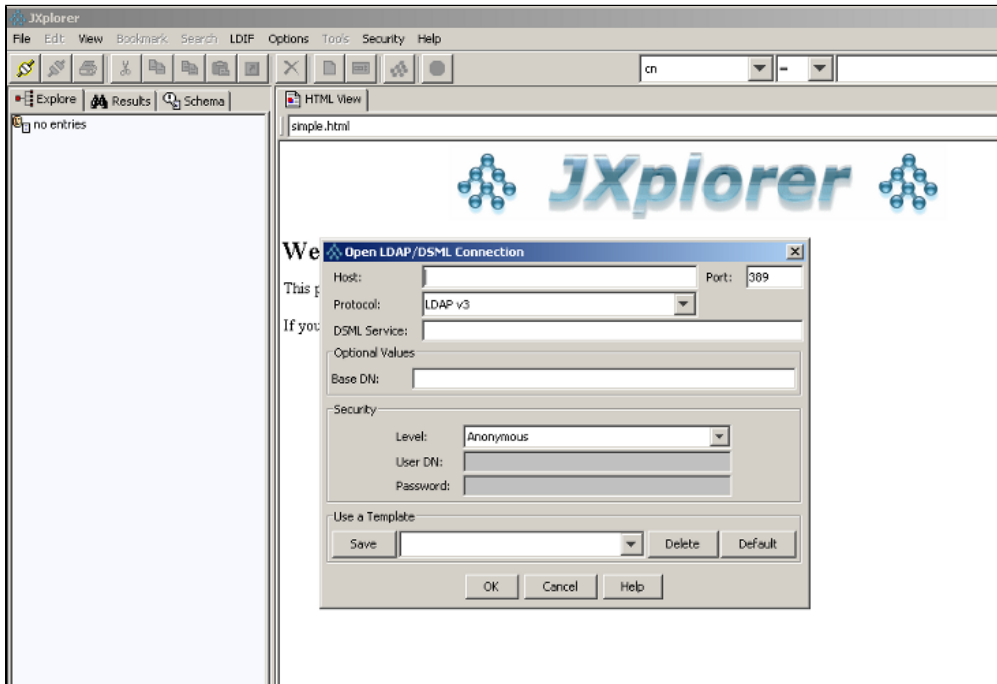 JXplorer
File Edit View Bookmark Search LDIF Options Tools Security Help
cn =
Explore Results Schema HTML View
no entries
simple.html
JXplorer
We
Open LDAP/DSML Connection
Host: Port: 389
This p
Protocol: LDAP v3
If you
DSML Service:
Optional Values
Base DN:
Security
Level: Anonymous
User DN:
Password:
Use a Template
Save Delete Default
OK Cancel Help